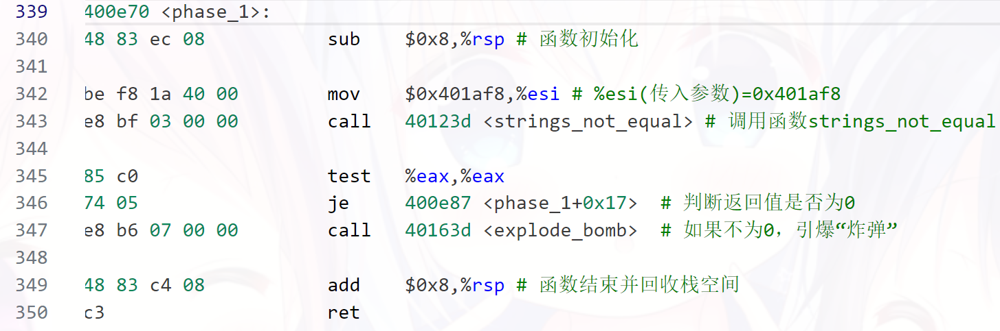 339 400e70 <phase_1>:
340 48 83 ec 08 sub $0x8,%rsp # 函数初始化
341
342 be f8 1a 40 00 mov $0x401af8,%esi # %esi(传入参数)=0x401af8
343 e8 bf 03 00 00 call 40123d <strings_not_equal> # 调用函数strings_not_equal
344
345 85 c0 test %eax,%eax
346 74 05 je 400e87 <phase_1+0x17> # 判断返回值是否为0
347 e8 b6 07 00 00 call 40163d <explode_bomb> # 如果不为0，引爆“炸弹”
348
349 48 83 c4 08 add $0x8,%rsp # 函数结束并回收栈空间
350 c3 ret